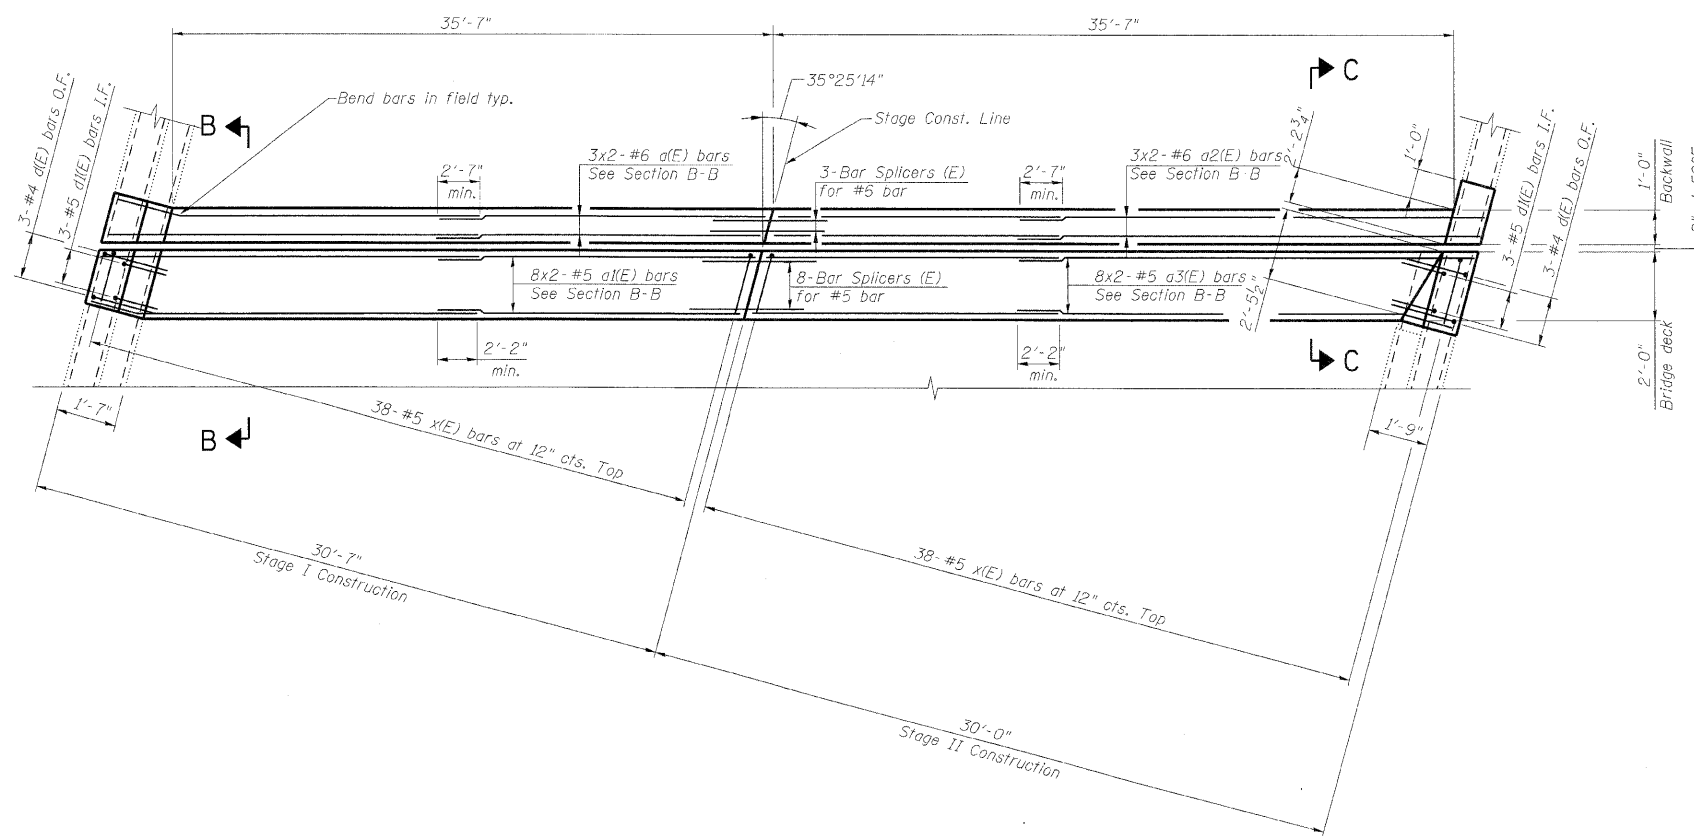 35'-7"
35'-7"
35°25'14"
Bend bars in field typ.
Stage Const. Line
B
C
3-#4 d(E) bars O.F.
3-#5 d1(E) bars I.F.
2'-7"
min.
3x2-#6 a(E) bars
See Section B-B
3-Bar Splicers (E)
for #6 bar
2'-7"
min.
3x2-#6 a2(E) bars
See Section B-B
2'-2 3/4"
1'-0"
3-#5 d1(E) bars I.F.
3-#4 d(E) bars O.F.
1'-0"
Backwall
8x2-#5 a1(E) bars
See Section B-B
8-Bar Splicers (E)
for #5 bar
8x2-#5 a3(E) bars
See Section B-B
2'-5 1/2"
2'-0"
Bridge deck
2'-2"
min.
2'-2"
min.
C
B
1'-7"
1'-9"
38-#5 x(E) bars at 12" cts. Top
38-#5 x(E) bars at 12" cts. Top
30'-7"
Stage I Construction
30'-0"
Stage II Construction